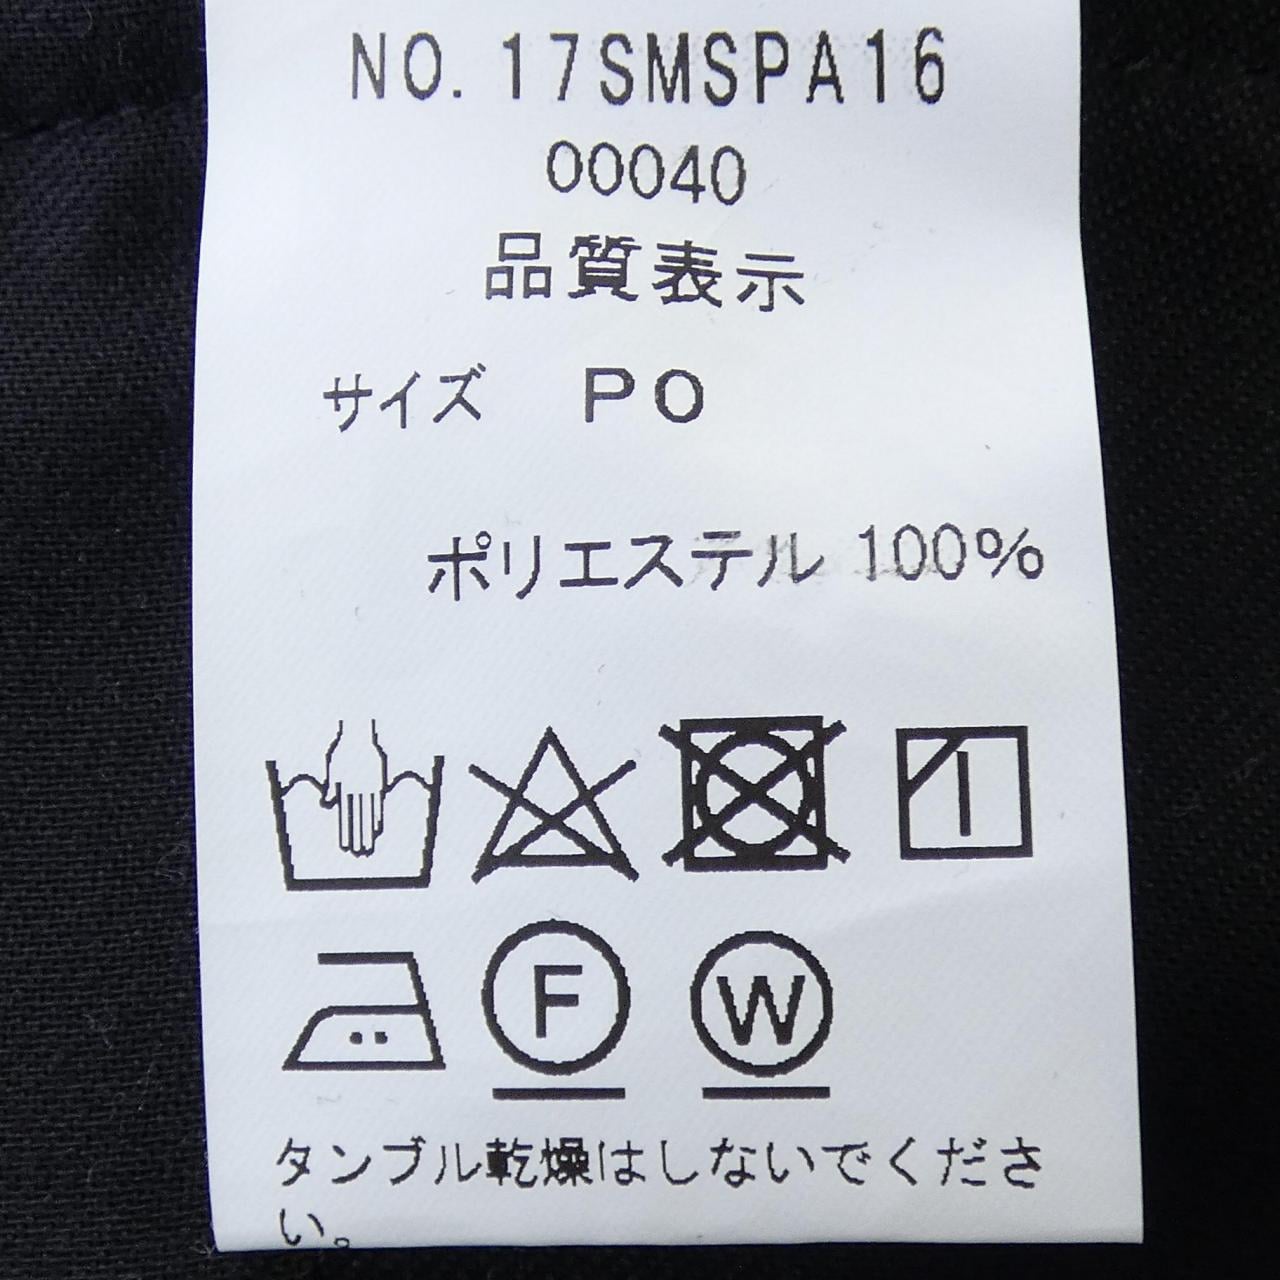 NO. 17SMSPA16
00040
品質表示
サイズ PO
ポリエステル 100%
F W
タンブル乾燥はしないでくださ
い。